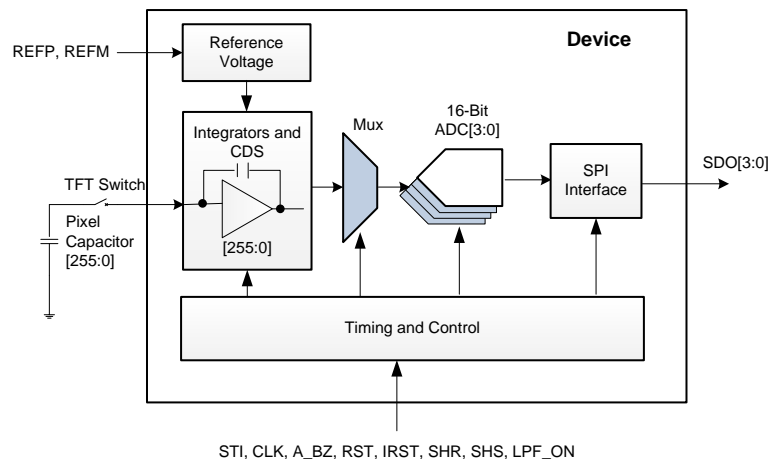 Device
REFP, REFM
Reference
Voltage
Integrators and
CDS
[255:0]
Mux
16-Bit
ADC[3:0]
SPI
Interface
SDO[3:0]
TFT Switch
Pixel
Capacitor
[255:0]
Timing and Control
STI, CLK, A_BZ, RST, IRST, SHR, SHS, LPF_ON